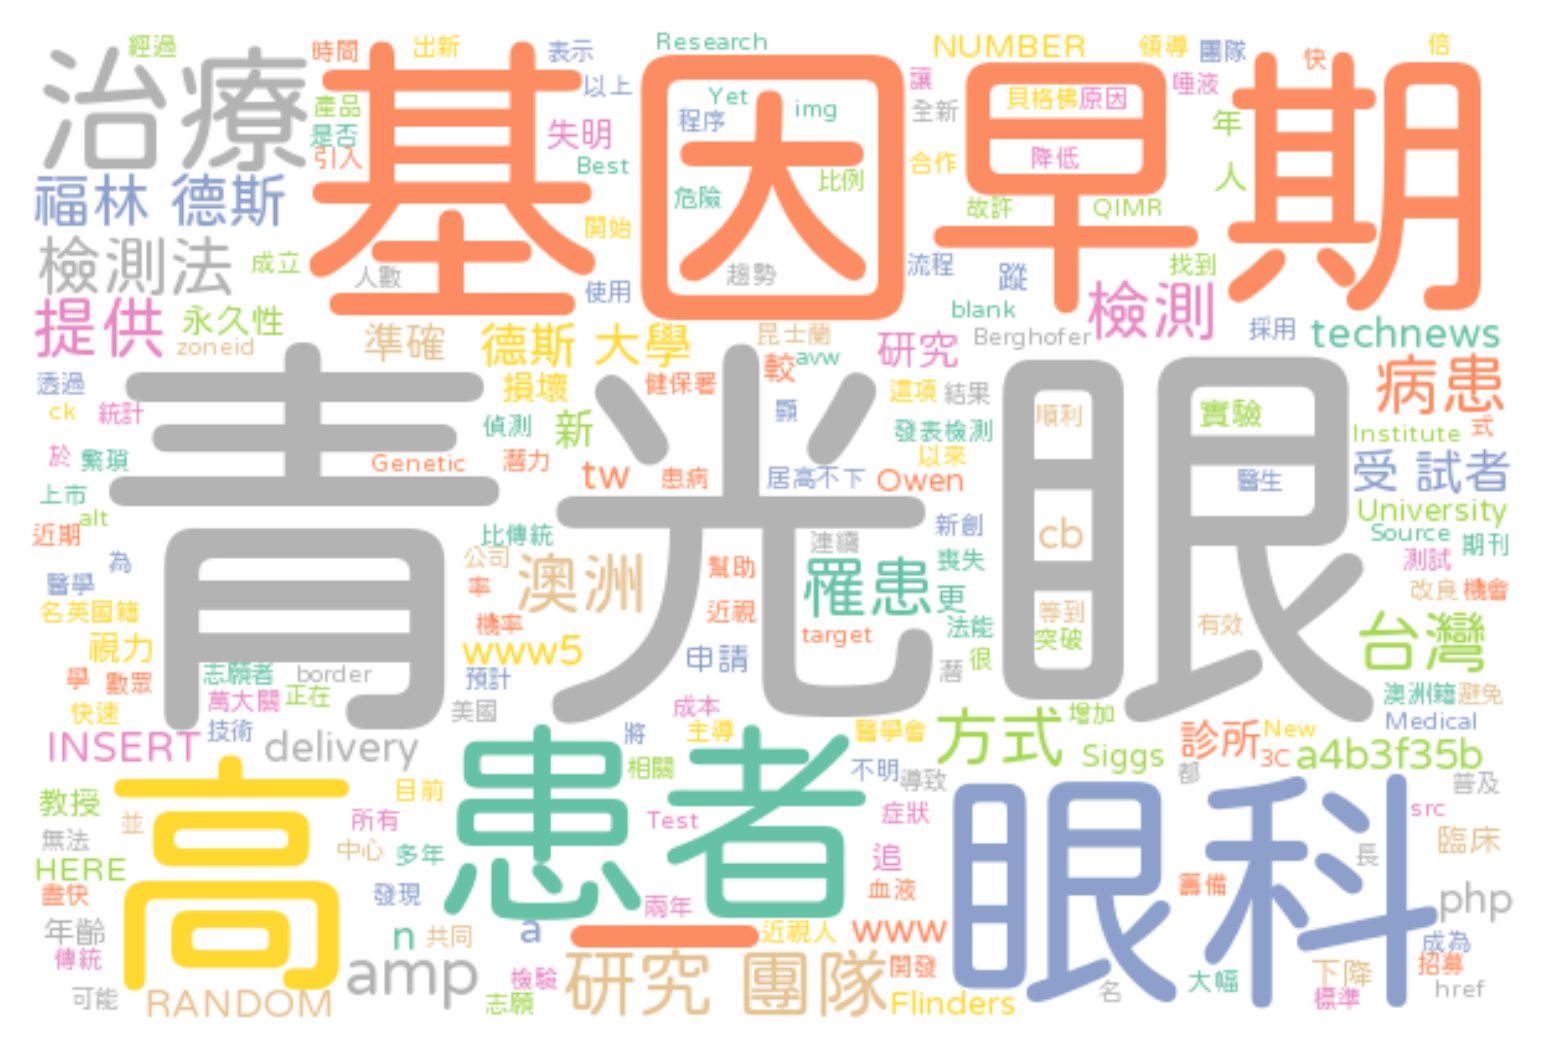 經過
時間
出新
表示
Research
NUMBER
領導
團隊
快
倍
治療
基因
早期
產品
是否
引入
失明
以上
Best
Yet
img
程序
危險
比例
趨勢
讓
全新
合作
貝格佛
原因
降低
唾液
年
人
故許
QIMR
福林 德斯
檢測法
成立
人數
開始
使用
流程
蹤
找到
提供
永久性
zoneid
準確
德斯 大學
昆士蘭
avw
研究
blank
Berghofer
檢測
採用
technews
透過
ck
統計
損壞
健保署
較
這項
結果
病患
青光眼
於
繁瑣
偵測
新
顯
發表檢測
以來
順利
實驗
Institute
式
上市
alt
Genetic
潛力
tw
患病
居高不下
Owen
醫生
受 試者
近期
為
比傳統
連續
新創
cb
University
Source
期刊
醫學
公司
率
澳洲
幫助
罹患
喪失
更
測試
名英國籍
機率
近視
target
法能
等到
突破
有效
改良
機會
視力
www5
申請
潛
很
台灣
學
數眾
志願者
border
預計
萬大關
正在
澳洲籍
避免
快速
技術
美國
成本
增加
Medical
INSERT
delivery
將
主導
醫學會
方式
Siggs
診所
New
3C
a4b3f35b
高
患者
相關
不明
導致
都
普及
眼科
教授
目前
並
所有
Test
症狀
src
無法
中心
多年
追
長
臨床
HERE
盡快
發現
血液
籌備
php
年齡
n
共同
a
兩年
一
近視人
www
成為
傳統
amp
檢驗
研究 團隊
開發
大幅
下降
招募
可能
RANDOM
志願
Flinders
名
標準
href